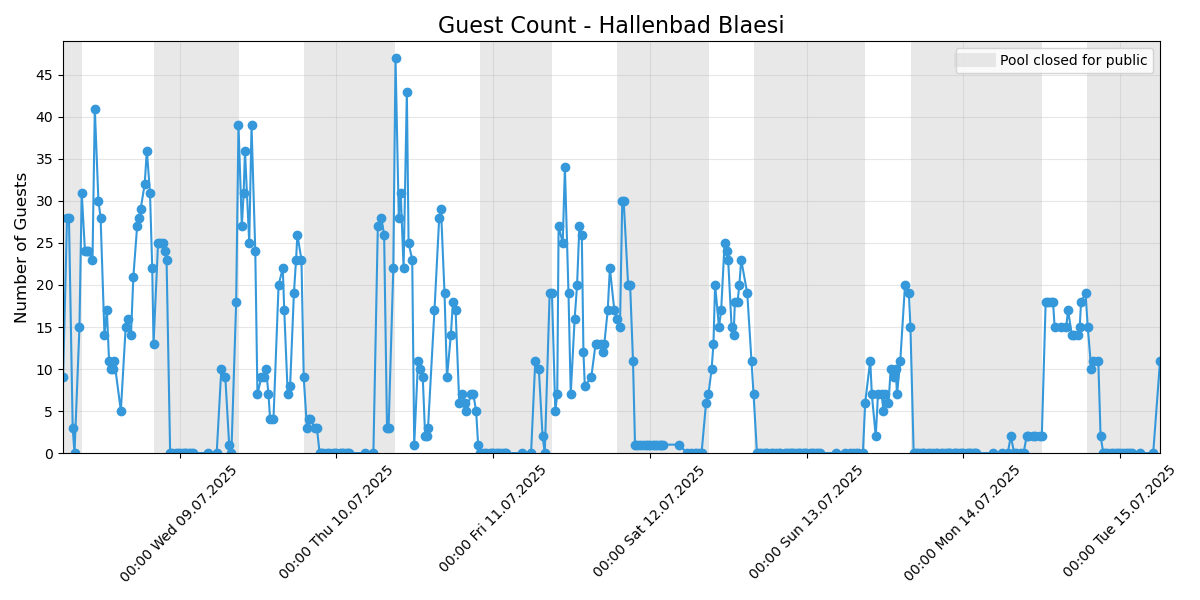 Guest Count - Hallenbad Blaesi
Pool closed for public
Number of Guests
45
40
35
30
25
20
15
10
5
0
00:00 Wed 09.07.2025
00:00 Thu 10.07.2025
00:00 Fri 11.07.2025
00:00 Sat 12.07.2025
00:00 Sun 13.07.2025
00:00 Mon 14.07.2025
00:00 Tue 15.07.2025